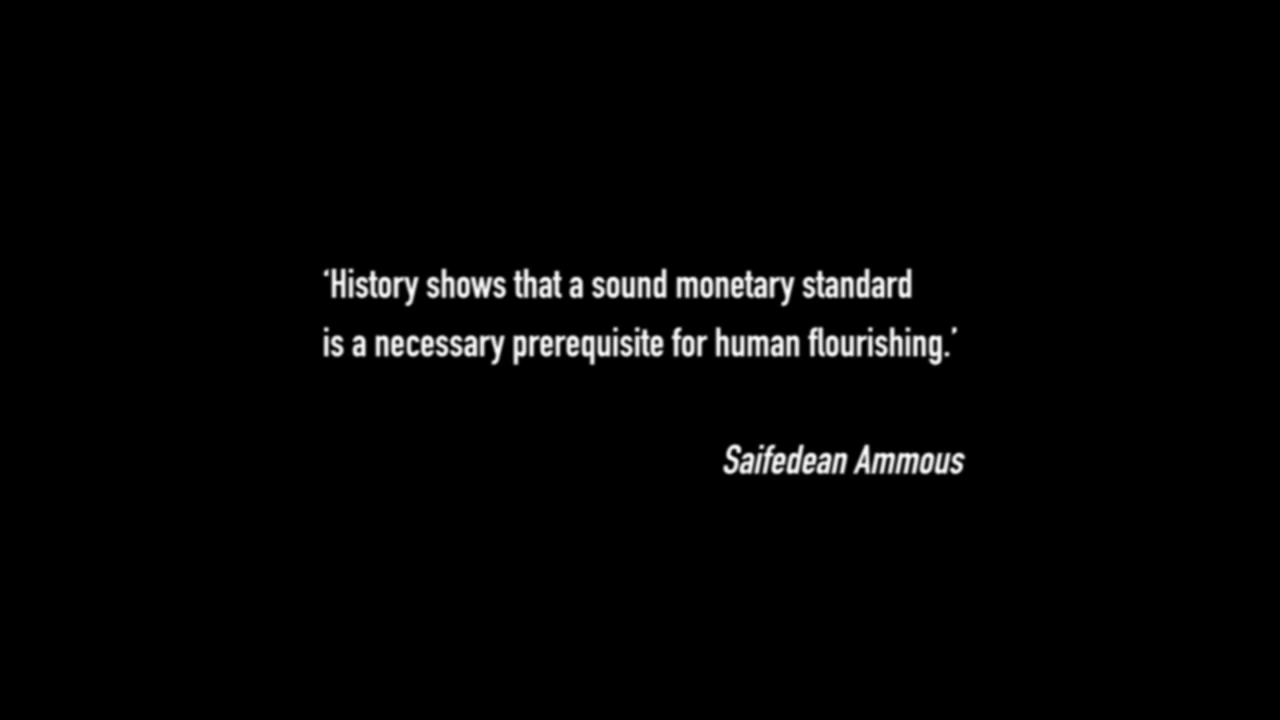 ‘History shows that a sound monetary standard
is a necessary prerequisite for human flourishing.’
Saifedean Ammous